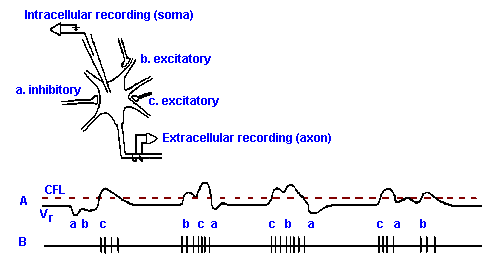 Intracellular recording (soma)
b. excitatory
a. inhibitory
c. excitatory
Extracellular recording (axon)
CFL
A
Vr
a b c b c a c b a c a b
B